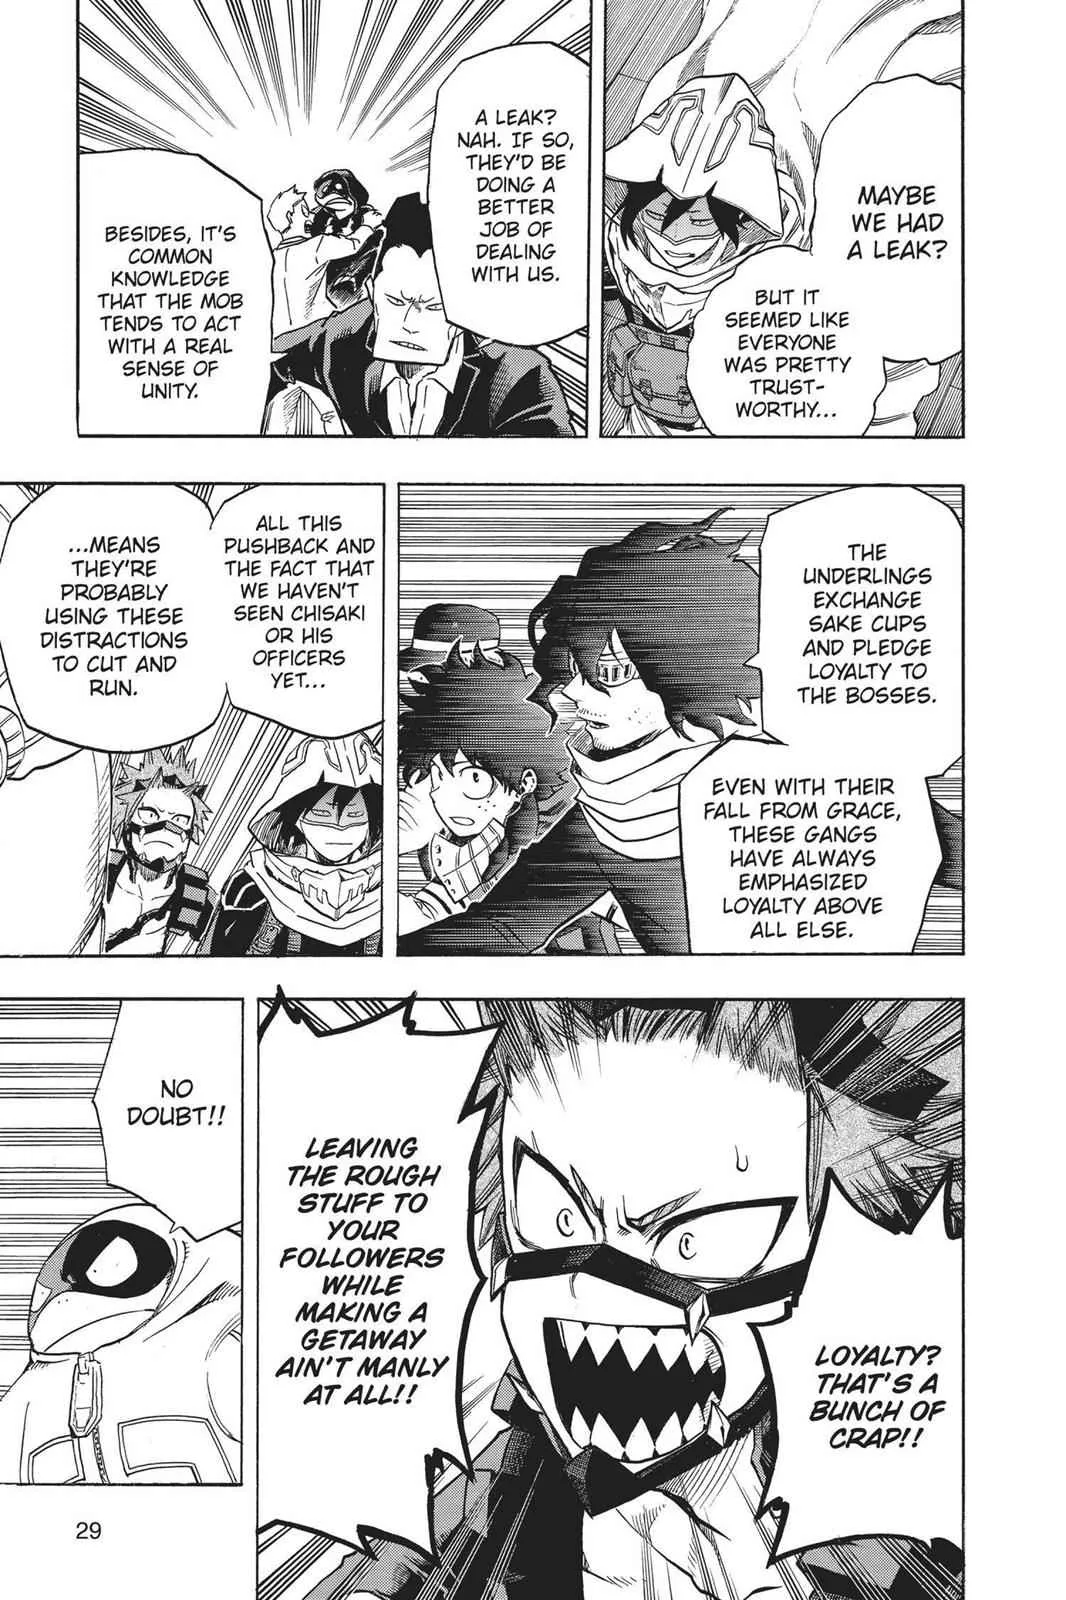 MAYBE
WE HAD
A LEAK?
BUT IT
SEEMED LIKE
EVERYONE
WAS PRETTY
TRUST-
WORTHY...
A LEAK?
NAH. IF SO,
THEY'D BE
DOING A
BETTER
JOB OF
DEALING
WITH US.
BESIDES, IT'S
COMMON
KNOWLEDGE
THAT THE MOB
TENDS TO ACT
WITH A REAL
SENSE OF
UNITY.
THE
UNDERLINGS
EXCHANGE
SAKE CUPS
AND PLEDGE
LOYALTY TO
THE BOSSES.
EVEN WITH THEIR
FALL FROM GRACE,
THESE GANGS
HAVE ALWAYS
EMPHASIZED
LOYALTY ABOVE
ALL ELSE.
ALL THIS
PUSHBACK AND
THE FACT THAT
WE HAVEN'T
SEEN CHISAKI
OR HIS
OFFICERS
YET...
...MEANS
THEY'RE
PROBABLY
USING THESE
DISTRACTIONS
TO CUT AND
RUN.
LOYALTY?
THAT'S A
BUNCH OF
CRAP!!
LEAVING
THE ROUGH
STUFF TO
YOUR
FOLLOWERS
WHILE
MAKING A
GETAWAY
AIN'T MANLY
AT ALL!!
NO
DOUBT!!
29